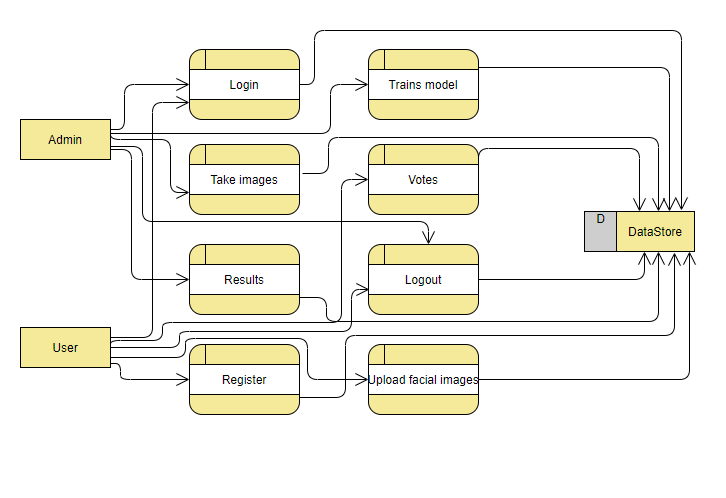 Login
Trains model
Admin
Take images
Votes
D
DataStore
Results
Logout
User
Register
Upload facial images